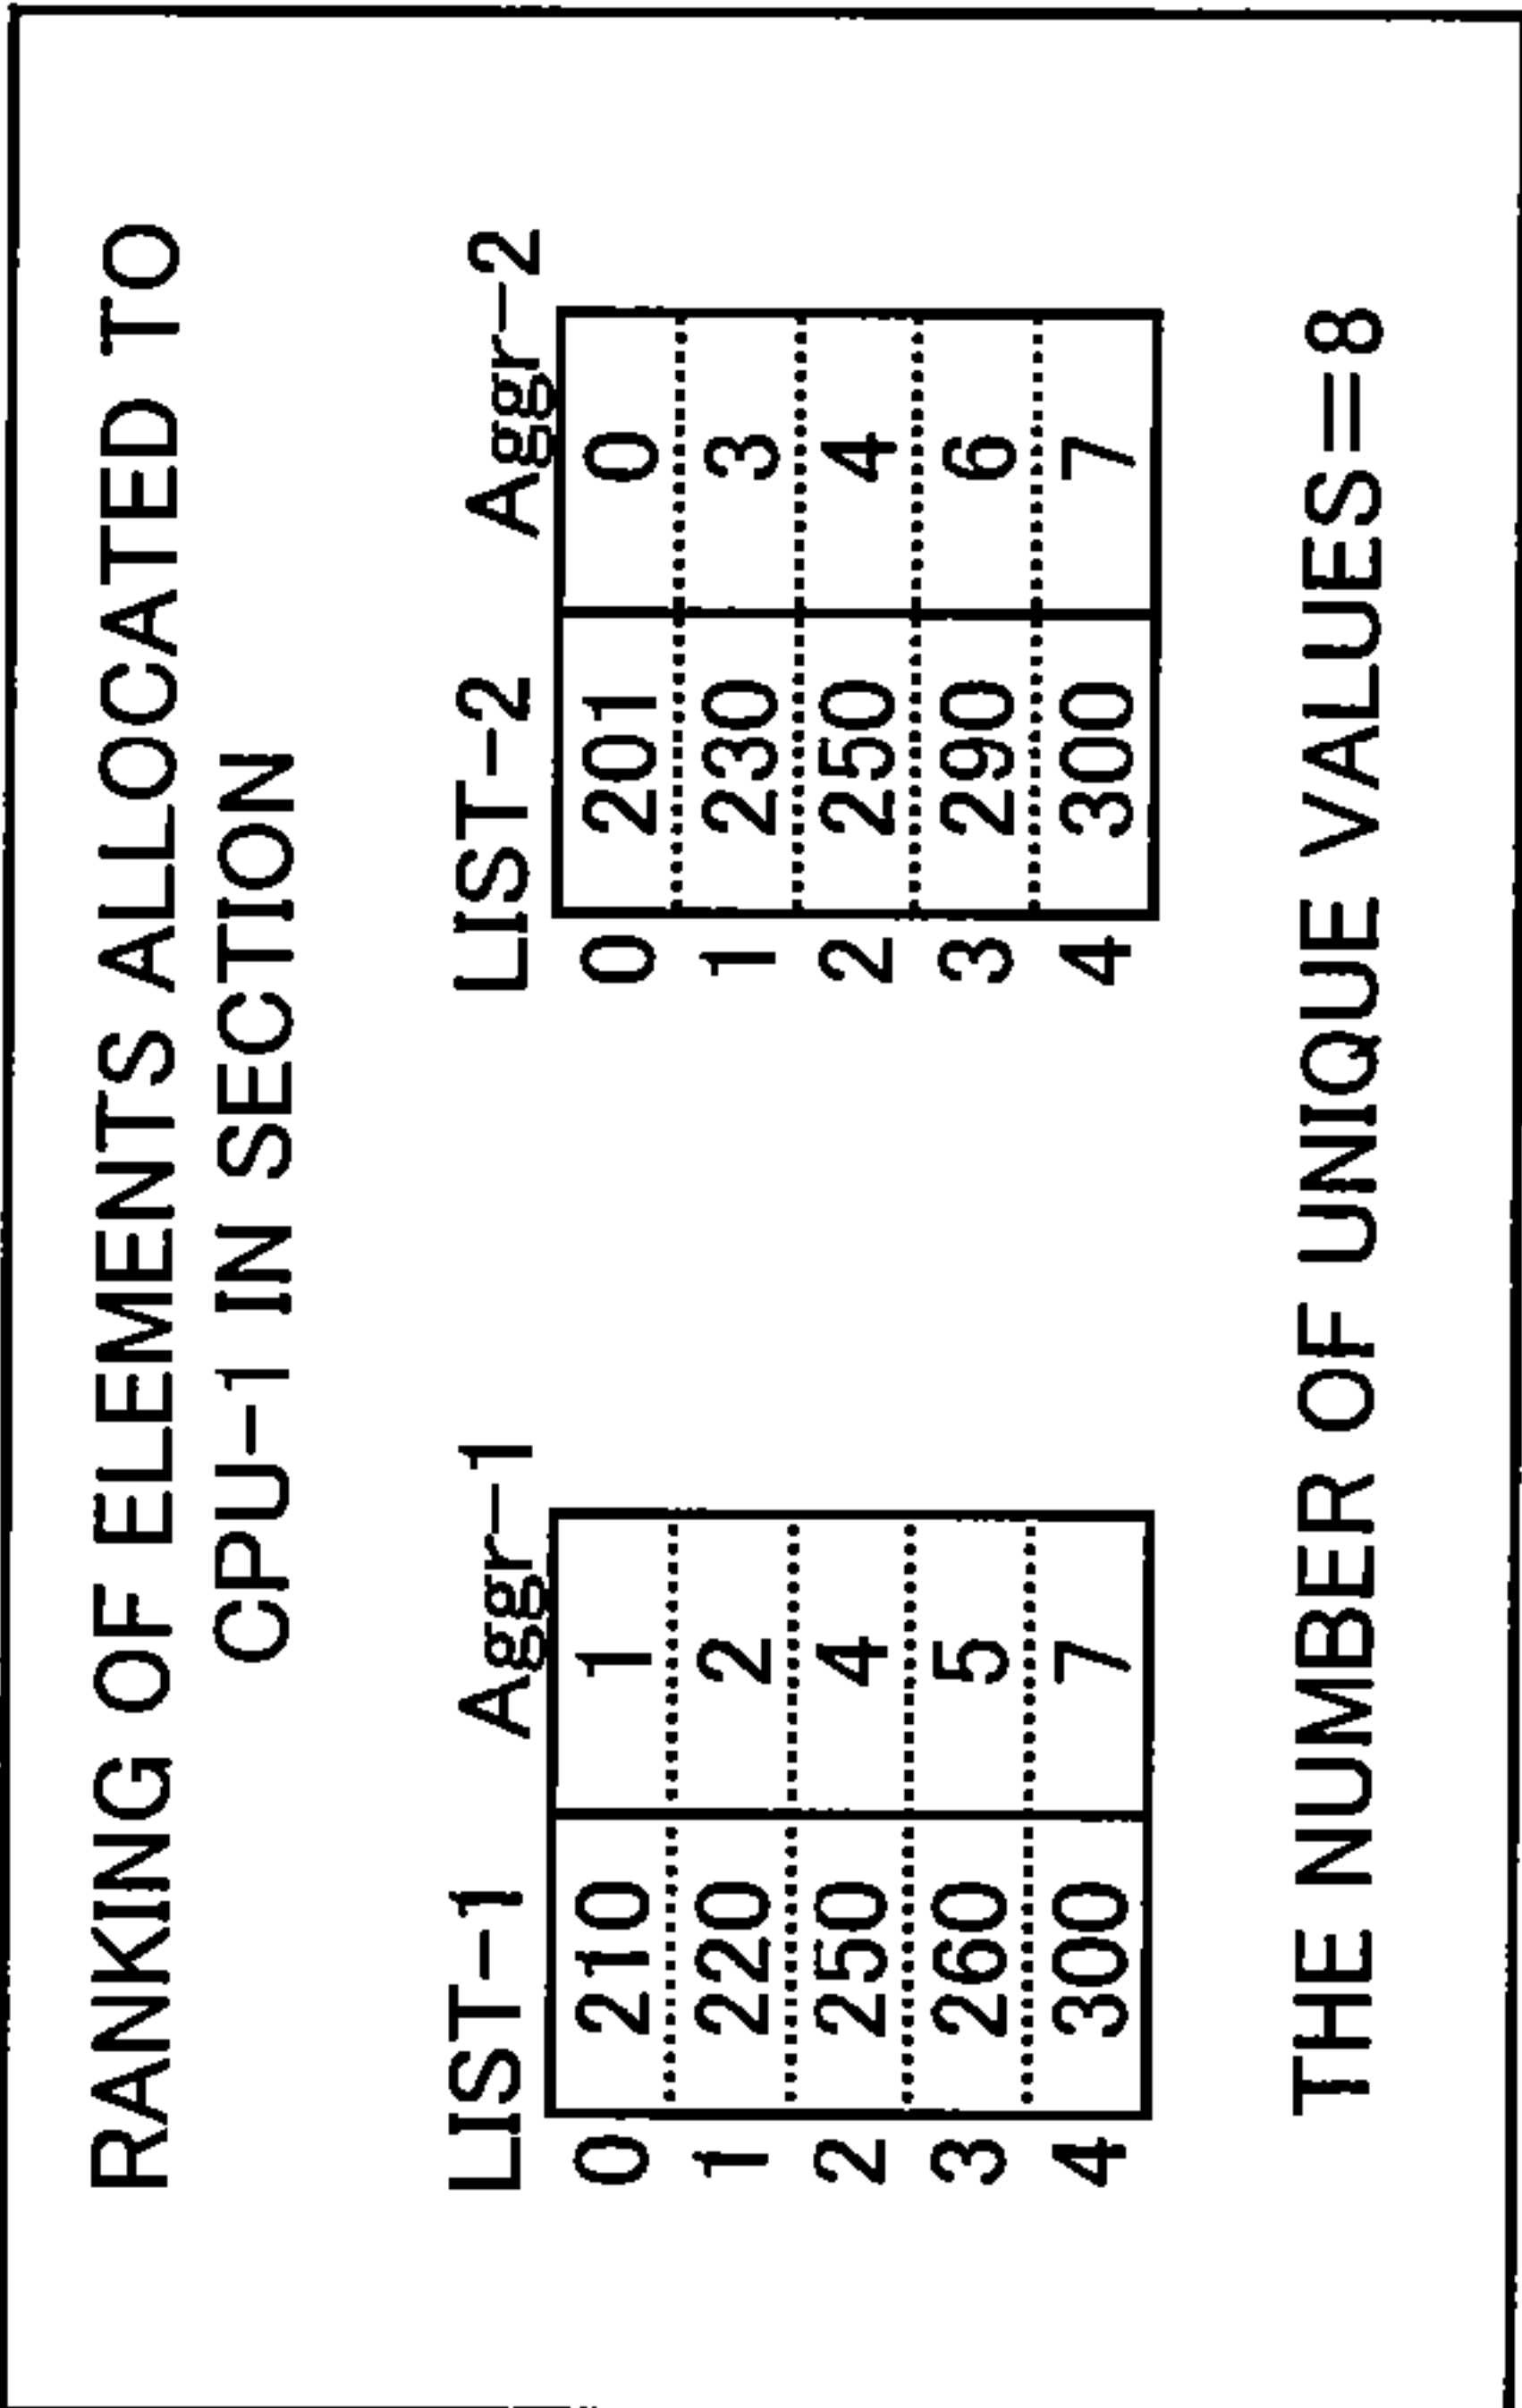 RANKING OF ELEMENTS ALLOCATED TO
CPU-1 IN SECTION
LIST-1 Aggr-1 LIST-2 Aggr-2
0 210 1 0 201 0
1 220 2 1 230 3
2 250 4 2 250 4
3 260 5 3 290 6
4 300 7 4 300 7
THE NUMBER OF UNIQUE VALUES=8